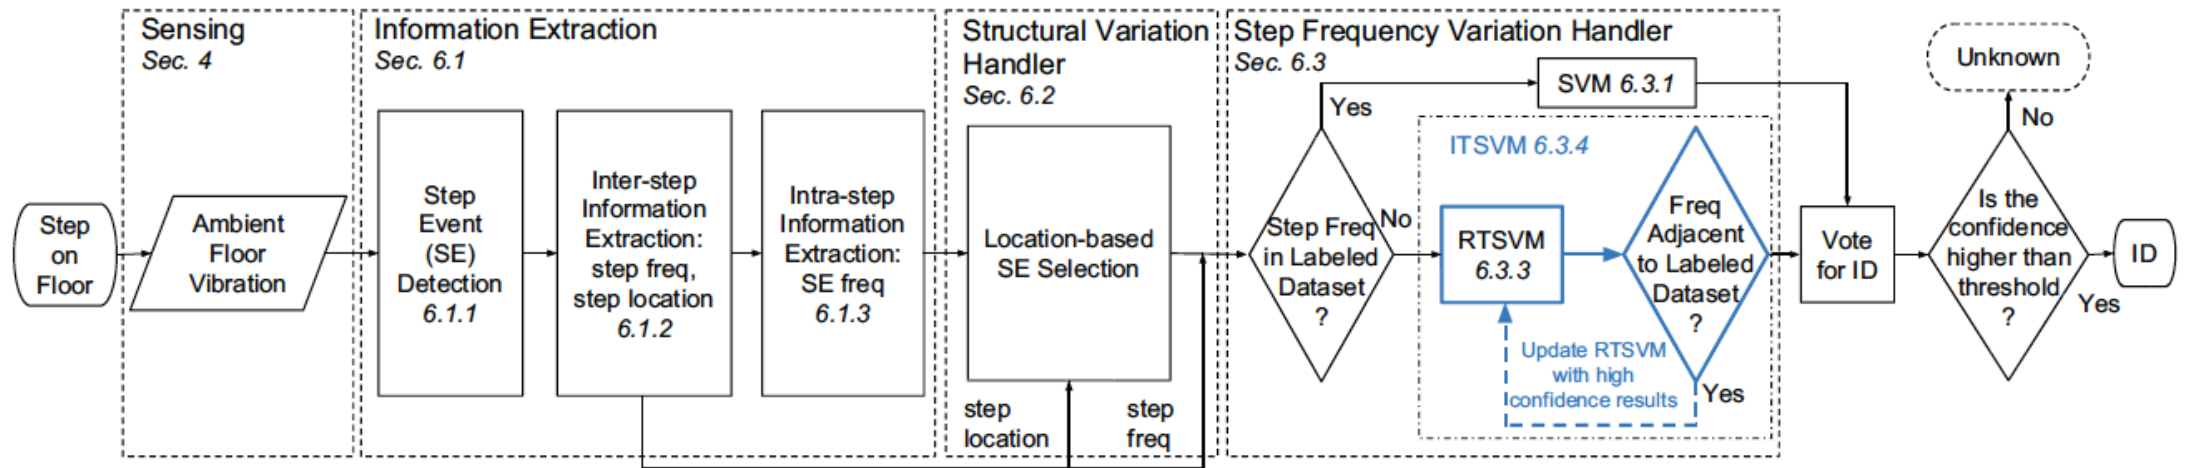 Sensing
Sec. 4
Information Extraction
Sec. 6.1
Structural Variation
Handler
Sec. 6.2
Step Frequency Variation Handler
Sec. 6.3
Step
on
Floor
Ambient
Floor
Vibration
Step
Event
(SE)
Detection
6.1.1
Inter-step
Information
Extraction:
step freq,
step location
6.1.2
Intra-step
Information
Extraction:
SE freq
6.1.3
Location-based
SE Selection
step
location
step
freq
Step Freq
in Labeled
Dataset
?
Yes
No
SVM 6.3.1
ITSVM 6.3.4
RTSVM
6.3.3
Freq
Adjacent
to Labeled
Dataset
?
Yes
Update RTSVM
with high
confidence results
Vote
for ID
Is the
confidence
higher than
threshold
?
No
Unknown
Yes
ID